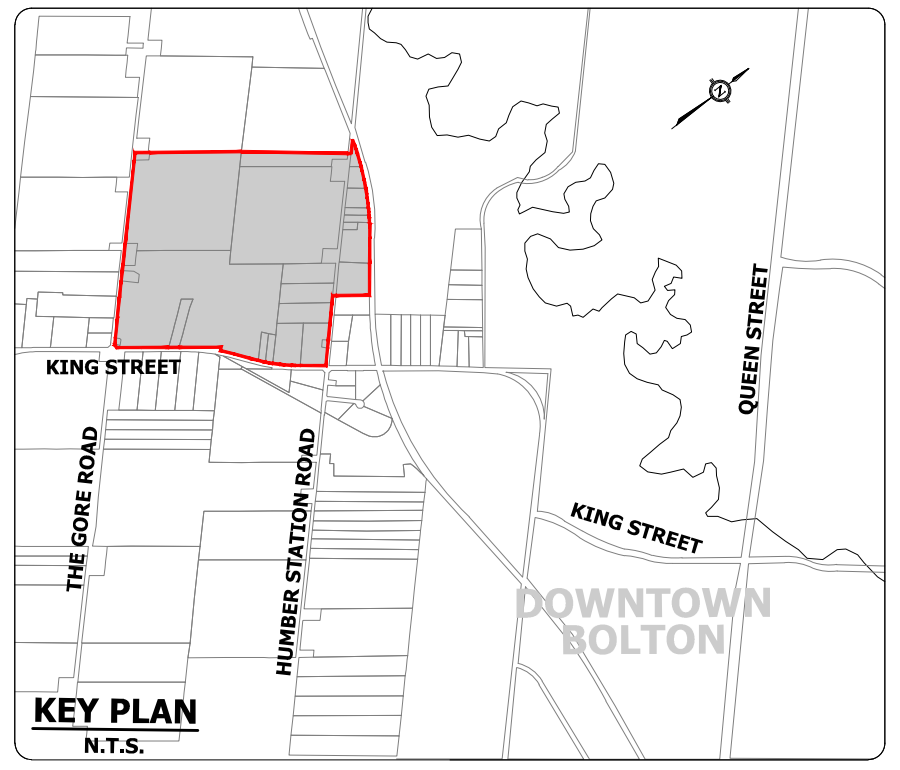 N
QUEEN STREET
KING STREET
THE GORE ROAD
HUMBER STATION ROAD
KING STREET
DOWNTOWN
BOLTON
KEY PLAN
N.T.S.